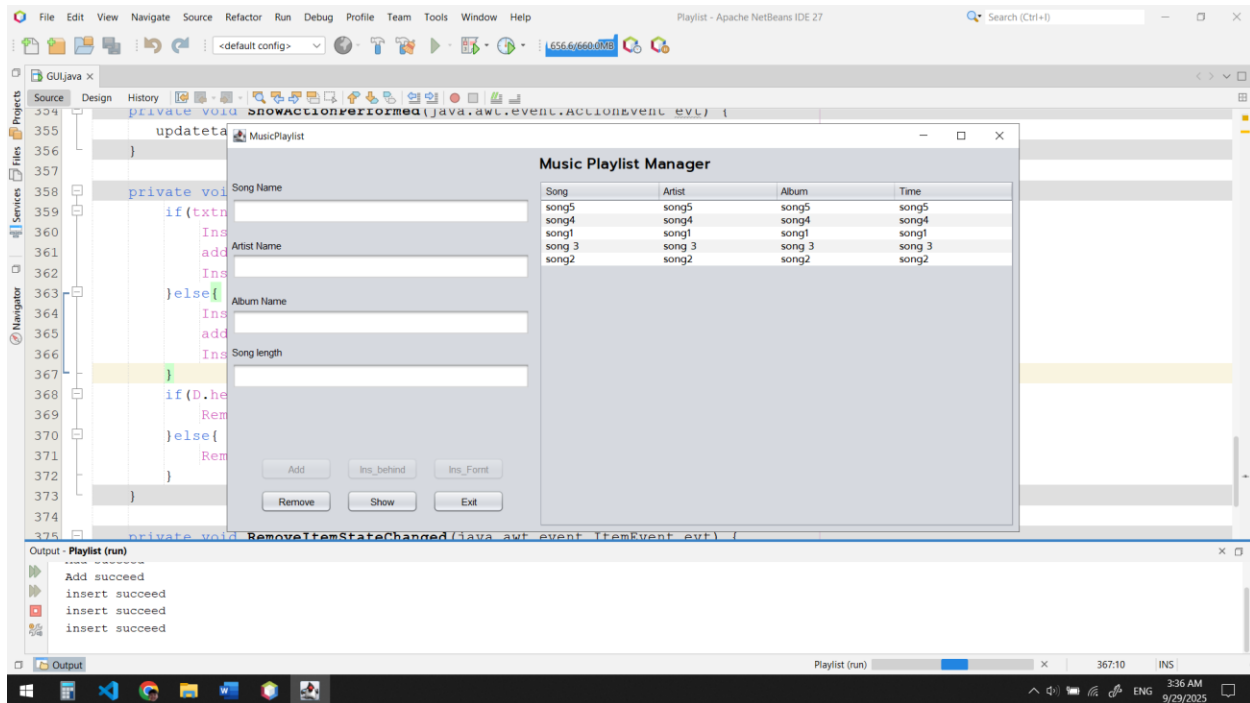 File Edit View Navigate Source Refactor Run Debug Profile Team Tools Window Help Playlist - Apache NetBeans IDE 27 Search (Ctrl+I)
<default config> 656.6/660.0MB
GUI.java
Source Design History
Projects
Files
Services
Navigator
354 private void ShowActionPerformed(java.awt.event.ActionEvent evt) {
355 updateta
356 }
357
358 private voi
359 if(txtn
360 Ins
361 add
362 Ins
363 }else{
364 Ins
365 add
366 Ins
367 }
368 if(D.he
369 Rem
370 }else{
371 Rem
372 }
373 }
374
375 private void RemoveItemStateChanged(java.awt.event.ItemEvent evt) {
MusicPlaylist
Music Playlist Manager
Song Name
Artist Name
Album Name
Song length
Add Ins_behind Ins_Fornt
Remove Show Exit
Song Artist Album Time
song5 song5 song5 song5
song4 song4 song4 song4
song1 song1 song1 song1
song 3 song 3 song 3 song 3
song2 song2 song2 song2
Output - Playlist (run)
Add succeed
Add succeed
insert succeed
insert succeed
insert succeed
Output Playlist (run) 367:10 INS
ENG 3:36 AM
9/29/2025